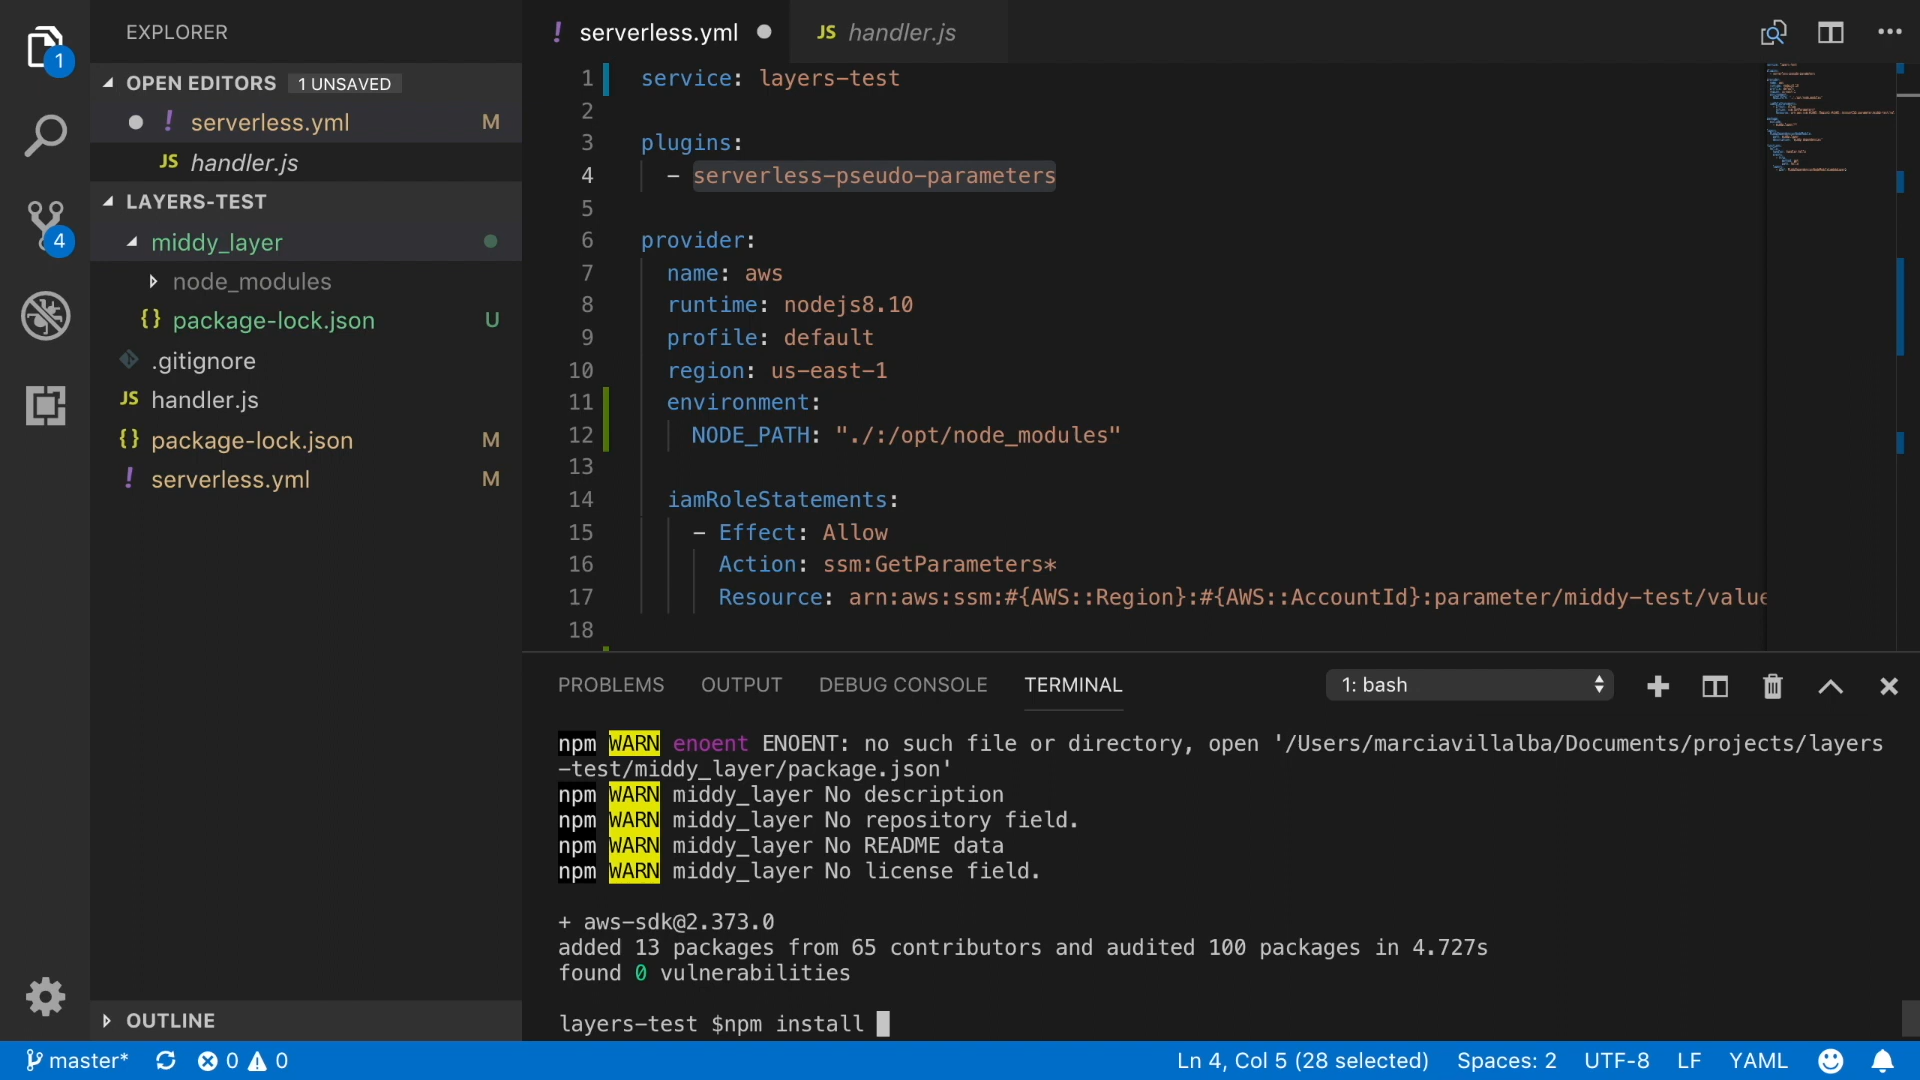 EXPLORER
OPEN EDITORS 1 UNSAVED
! serverless.yml M
JS handler.js
LAYERS-TEST
middy_layer
node_modules
{} package-lock.json U
.gitignore
JS handler.js
{} package-lock.json M
! serverless.yml M
OUTLINE
1
4
! serverless.yml
JS handler.js
1 service: layers-test
2
3 plugins:
4 - serverless-pseudo-parameters
5
6 provider:
7 name: aws
8 runtime: nodejs8.10
9 profile: default
10 region: us-east-1
11 environment:
12 NODE_PATH: "./:/opt/node_modules"
13
14 iamRoleStatements:
15 - Effect: Allow
16 Action: ssm:GetParameters*
17 Resource: arn:aws:ssm:#{AWS::Region}:#{AWS::AccountId}:parameter/middy-test/value
18
PROBLEMS OUTPUT DEBUG CONSOLE TERMINAL 1: bash
npm WARN enoent ENOENT: no such file or directory, open '/Users/marciavillalba/Documents/projects/layers
-test/middy_layer/package.json'
npm WARN middy_layer No description
npm WARN middy_layer No repository field.
npm WARN middy_layer No README data
npm WARN middy_layer No license field.
+ aws-sdk@2.373.0
added 13 packages from 65 contributors and audited 100 packages in 4.727s
found 0 vulnerabilities
layers-test $npm install
master* 0 0 Ln 4, Col 5 (28 selected) Spaces: 2 UTF-8 LF YAML